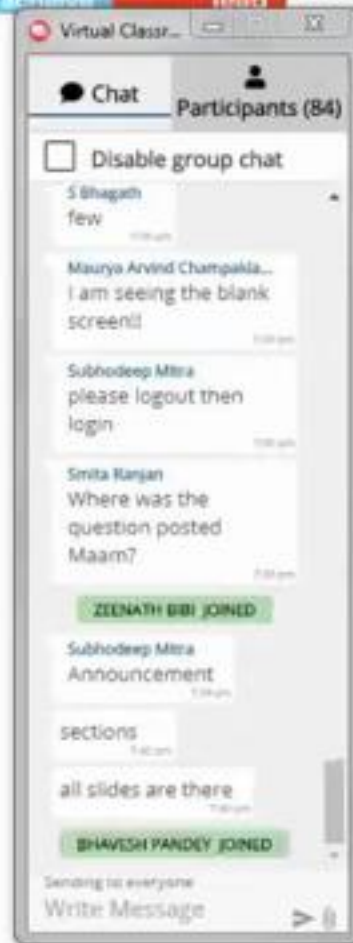 Virtual Classr...
Chat
Participants (84)
Disable group chat
S Bhagath
few
Maurya Arvind Champakla...
I am seeing the blank
screen!!
Subhodeep Mitra
please logout then
login
Smita Ranjan
Where was the
question posted
Maam?
ZEENATH BIBI JOINED
Subhodeep Mitra
Announcement
sections
all slides are there
BHAVESH PANDEY JOINED
Sending to everyone
Write Message